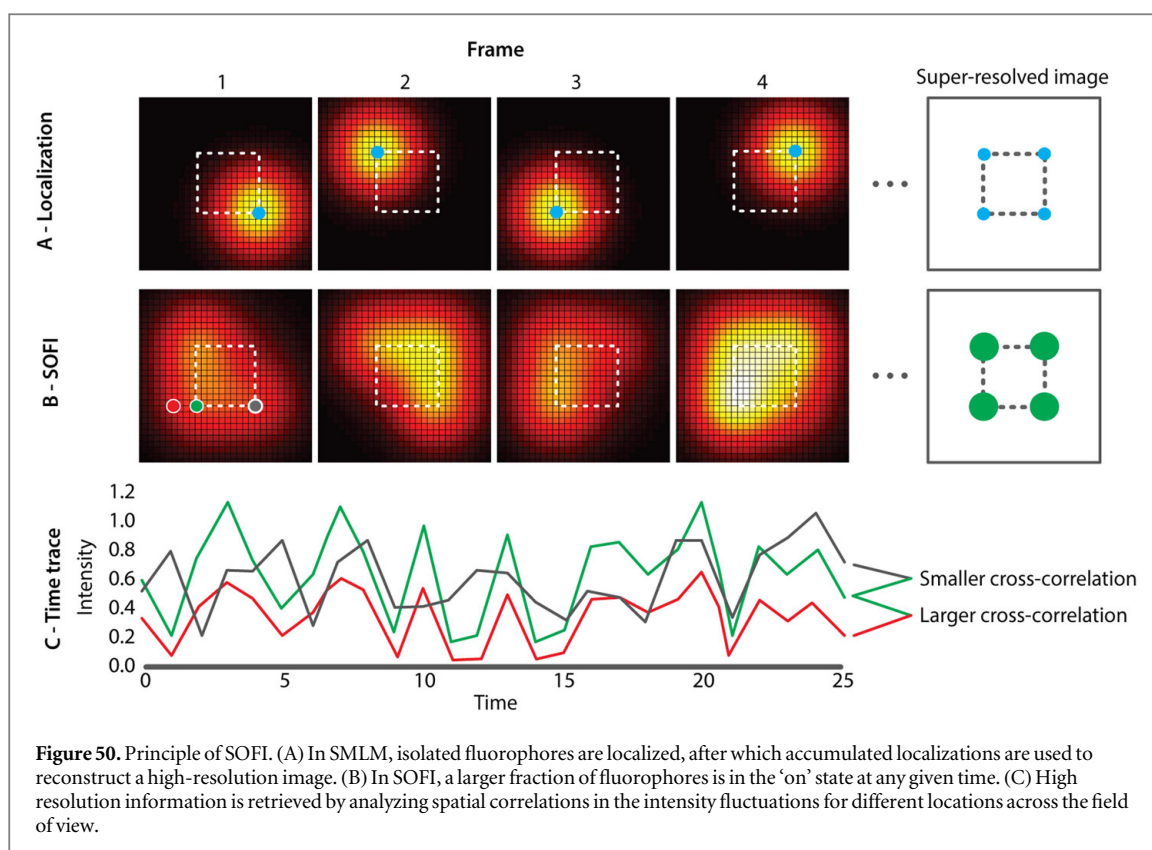 Frame
1 2 3 4 Super-resolved image
A - Localization
B - SOFI
C - Time trace
Intensity
1.2
1.0
0.8
0.6
0.4
0.2
0.0
0 5 10 15 20 25
Time
Smaller cross-correlation
Larger cross-correlation
Figure 50. Principle of SOFI. (A) In SMLM, isolated fluorophores are localized, after which accumulated localizations are used to
reconstruct a high-resolution image. (B) In SOFI, a larger fraction of fluorophores is in the ‘on’ state at any given time. (C) High
resolution information is retrieved by analyzing spatial correlations in the intensity fluctuations for different locations across the field
of view.